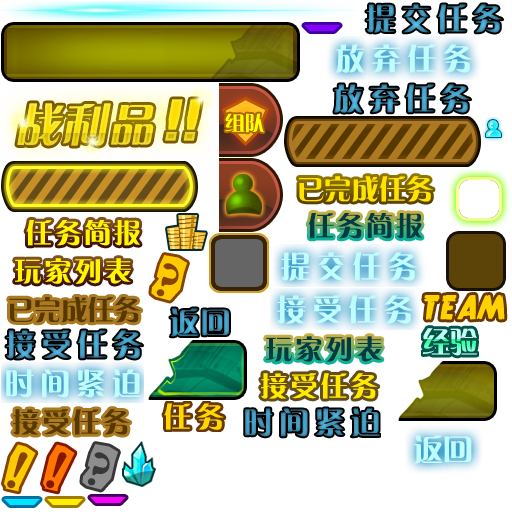 提交任务
放弃任务
放弃任务
战利品!!
组队
已完成任务
任务简报
任务简报
玩家列表
提交任务
已完成任务
接受任务
TEAM
返回
接受任务
玩家列表
经验
时间紧迫
接受任务
任务
接受任务
时间紧迫
返回
! ! ?
?